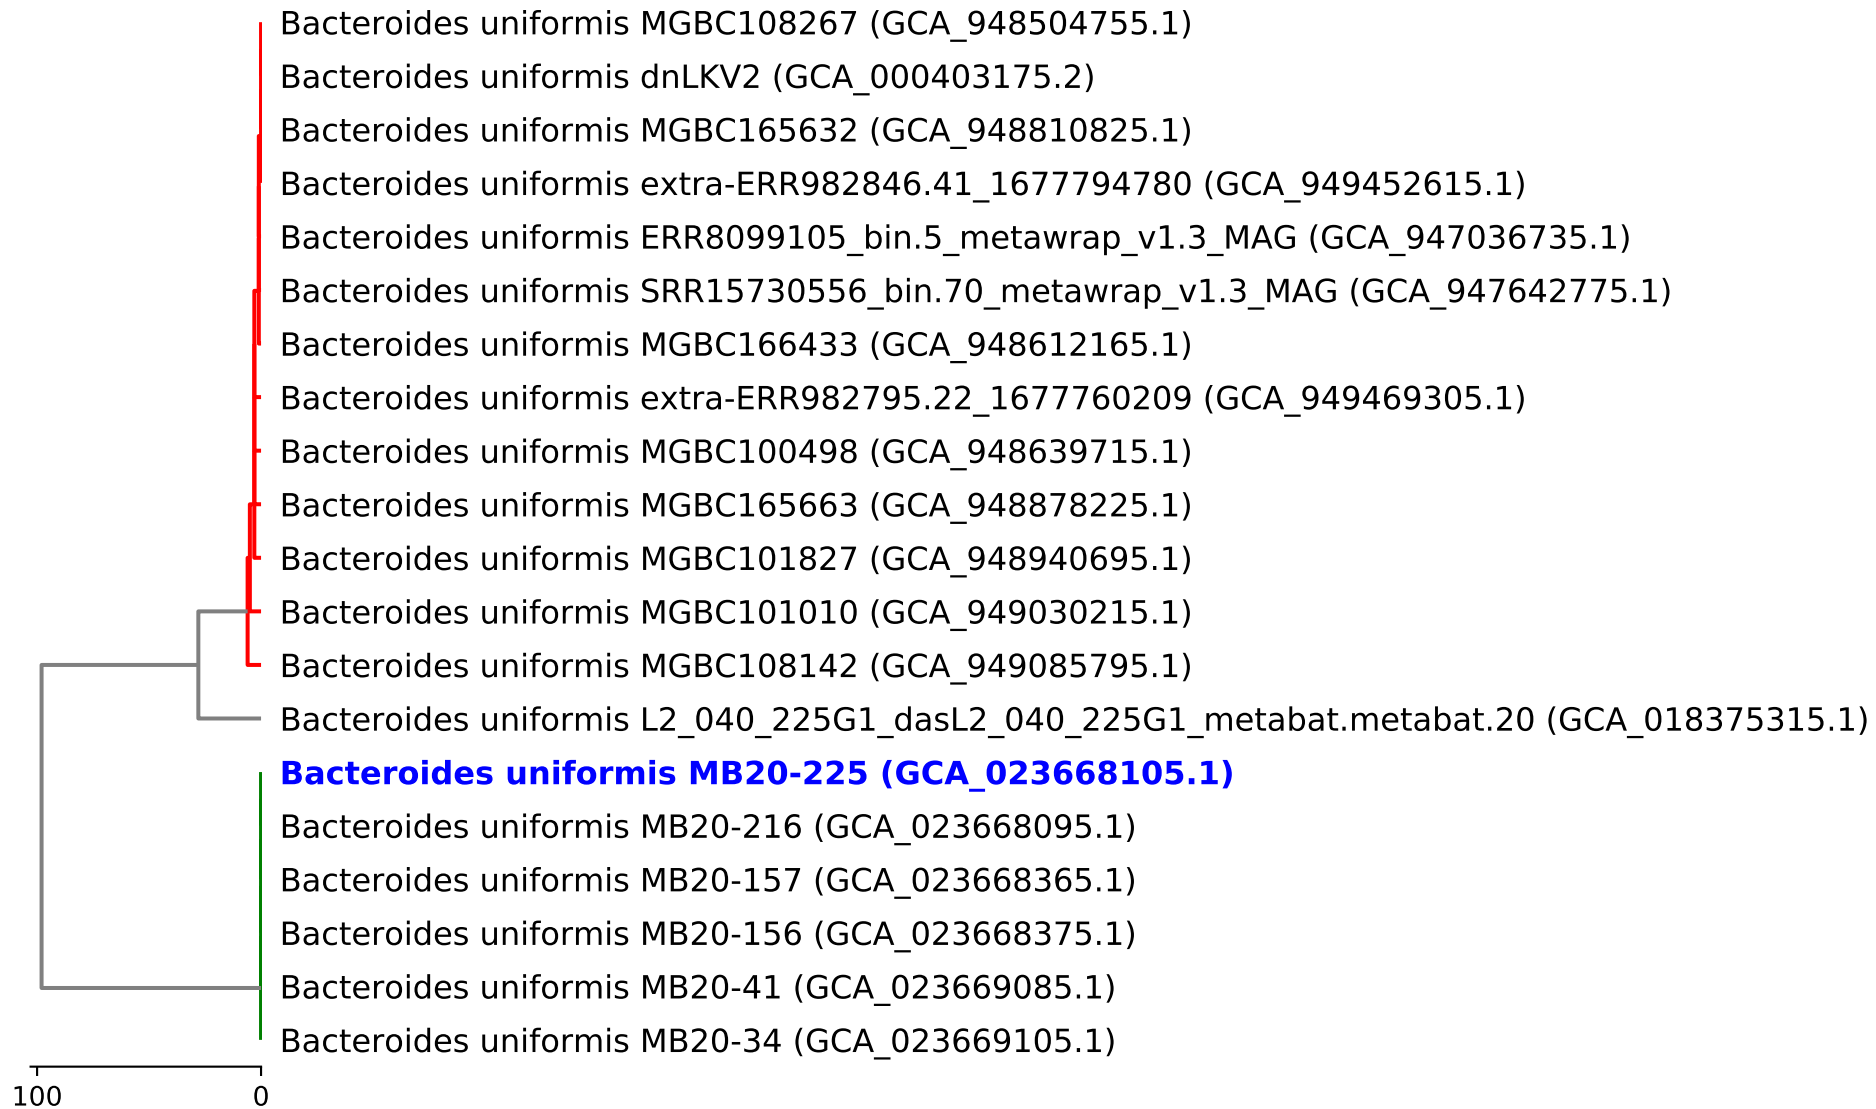 Bacteroides uniformis MGBC108267 (GCA_948504755.1)
Bacteroides uniformis dnLKV2 (GCA_000403175.2)
Bacteroides uniformis MGBC165632 (GCA_948810825.1)
Bacteroides uniformis extra-ERR982846.41_1677794780 (GCA_949452615.1)
Bacteroides uniformis ERR8099105_bin.5_metawrap_v1.3_MAG (GCA_947036735.1)
Bacteroides uniformis SRR15730556_bin.70_metawrap_v1.3_MAG (GCA_947642775.1)
Bacteroides uniformis MGBC166433 (GCA_948612165.1)
Bacteroides uniformis extra-ERR982795.22_1677760209 (GCA_949469305.1)
Bacteroides uniformis MGBC100498 (GCA_948639715.1)
Bacteroides uniformis MGBC165663 (GCA_948878225.1)
Bacteroides uniformis MGBC101827 (GCA_948940695.1)
Bacteroides uniformis MGBC101010 (GCA_949030215.1)
Bacteroides uniformis MGBC108142 (GCA_949085795.1)
Bacteroides uniformis L2_040_225G1_dasL2_040_225G1_metabat.metabat.20 (GCA_018375315.1)
Bacteroides uniformis MB20-225 (GCA_023668105.1)
Bacteroides uniformis MB20-216 (GCA_023668095.1)
Bacteroides uniformis MB20-157 (GCA_023668365.1)
Bacteroides uniformis MB20-156 (GCA_023668375.1)
Bacteroides uniformis MB20-41 (GCA_023669085.1)
Bacteroides uniformis MB20-34 (GCA_023669105.1)
100 0